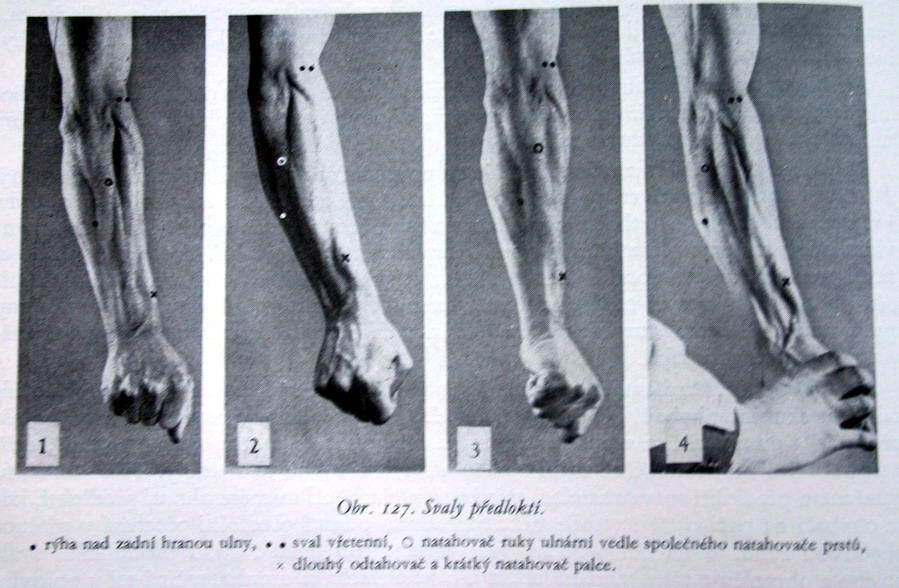 1
2
3
4
Obr. 127. Svaly předloktí.
• rýha nad zadní hranou ulny, • • sval vřetenní, ○ natahovač ruky ulnární vedle společného natahovače prstů,
× dlouhý odtahovač a krátký natahovač palce.